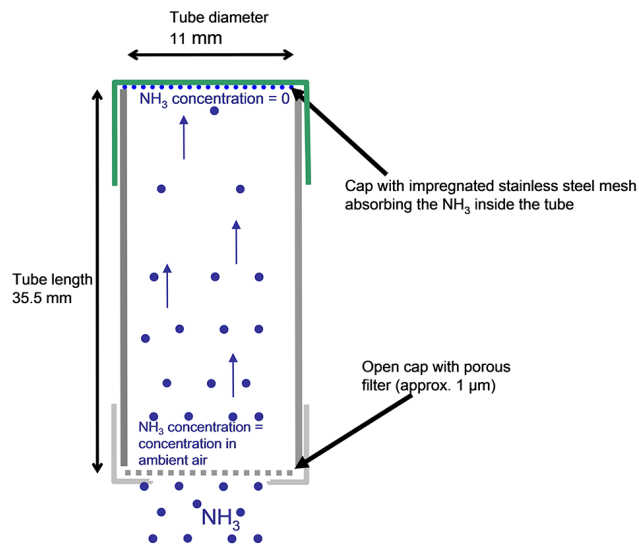 Tube diameter
11 mm
NH₃ concentration = 0
Cap with impregnated stainless steel mesh
absorbing the NH₃ inside the tube
Tube length
35.5 mm
Open cap with porous
filter (approx. 1 µm)
NH₃ concentration =
concentration in
ambient air
NH₃